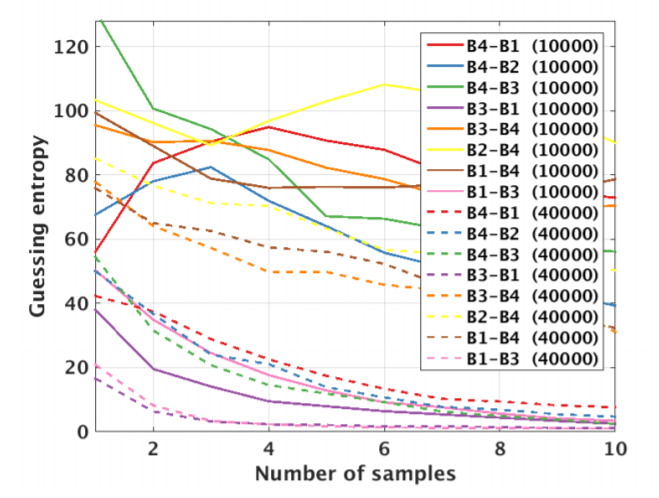 120
100
80
60
40
20
0
Guessing entropy
B4-B1 (10000)
B4-B2 (10000)
B4-B3 (10000)
B3-B1 (10000)
B3-B4 (10000)
B2-B4 (10000)
B1-B4 (10000)
B1-B3 (10000)
B4-B1 (40000)
B4-B2 (40000)
B4-B3 (40000)
B3-B1 (40000)
B3-B4 (40000)
B2-B4 (40000)
B1-B4 (40000)
B1-B3 (40000)
2 4 6 8 10
Number of samples